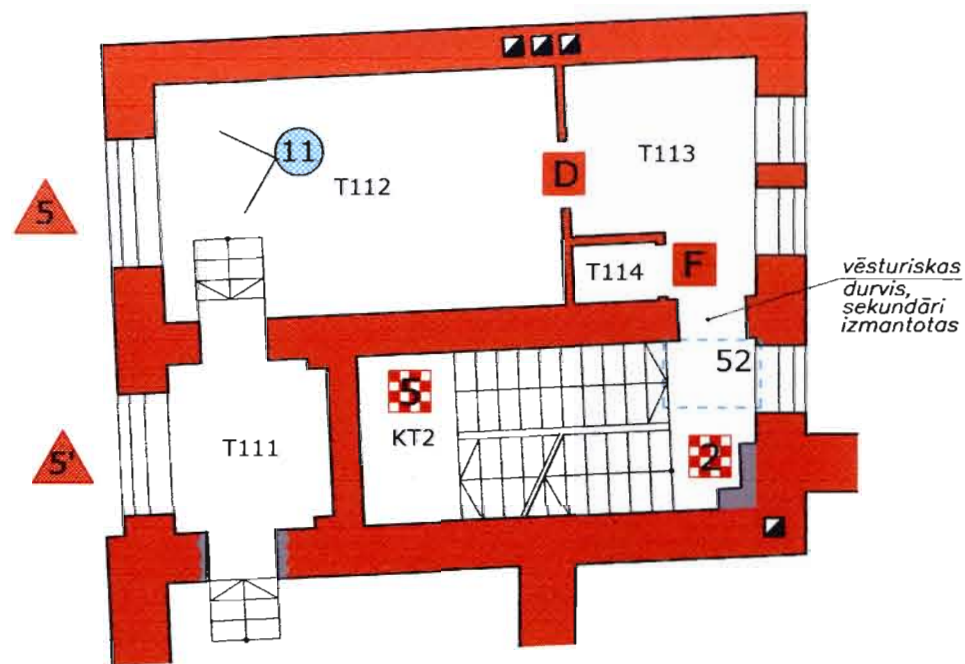 11
T112
T113
D
5
T114
F
vēsturiskas
durvis,
sekundāri
izmantotas
52
5
KT2
T111
5'
2